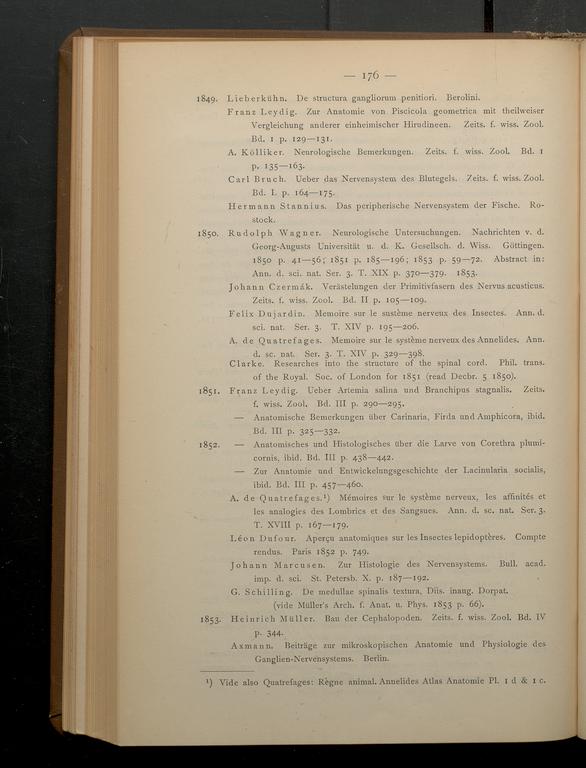 — 176 —
1849. Lieberkühn. De structura gangliorum penitiori. Berolini.
Franz Leydig. Zur Anatomie von Piscicola geometrica mit theilweiser
Vergleichung anderer einheimischer Hirudineen. Zeits. f. wiss. Zool.
Bd. 1 p. 129—131.
A. Kölliker. Neurologische Bemerkungen. Zeits. f. wiss. Zool. Bd. 1
p. 135—163.
Carl Bruch. Ueber das Nervensystem des Blutegels. Zeits. f. wiss. Zool.
Bd. I. p. 164—175.
Hermann Stannius. Das peripherische Nervensystem der Fische. Ro-
stock.
1850. Rudolph Wagner. Neurologische Untersuchungen. Nachrichten v. d.
Georg-Augusts Universität u. d. K. Gesellsch. d. Wiss. Göttingen.
1850 p. 41—56; 1851 p. 185—196; 1853 p. 59—72. Abstract in:
Ann. d. sci. nat. Ser. 3. T. XIX p. 370—379. 1853.
Johann Czermák. Verästelungen der Primitivfasern des Nervus acusticus.
Zeits. f. wiss. Zool. Bd. II p. 105—109.
Felix Dujardin. Memoire sur le sustème nerveux des Insectes. Ann. d.
sci. nat. Ser. 3. T. XIV p. 195—206.
A. de Quatrefages. Memoire sur le système nerveux des Annelides. Ann.
d. sc. nat. Ser. 3. T. XIV p. 329—398.
Clarke. Researches into the structure of the spinal cord. Phil. trans.
of the Royal. Soc. of London for 1851 (read Decbr. 5 1850).
1851. Franz Leydig. Ueber Artemia salina und Branchipus stagnalis. Zeits.
f. wiss. Zool. Bd. III p. 290—295.
— Anatomische Bemerkungen über Carinaria, Firda und Amphicora, ibid.
Bd. III p. 325—332.
1852. — Anatomisches und Histologisches über die Larve von Corethra plumi-
cornis, ibid. Bd. III p. 438—442.
— Zur Anatomie und Entwickelungsgeschichte der Lacinularia socialis,
ibid. Bd. III p. 457—460.
A. de Quatrefages.¹) Mémoires sur le système nerveux, les affinités et
les analogies des Lombrics et des Sangsues. Ann. d. sc. nat. Ser. 3.
T. XVIII p. 167—179.
Léon Dufour. Aperçu anatomiques sur les Insectes lepidoptères. Compte
rendus. Paris 1852 p. 749.
Johann Marcusen. Zur Histologie des Nervensystems. Bull. acad.
imp. d. sci. St. Petersb. X. p. 187—192.
G. Schilling. De medullae spinalis textura, Diis. inaug. Dorpat.
(vide Müller's Arch. f. Anat. u. Phys. 1853 p. 66).
1853. Heinrich Müller. Bau der Cephalopoden. Zeits. f. wiss. Zool. Bd. IV
p. 344.
Axmann. Beiträge zur mikroskopischen Anatomie und Physiologie des
Ganglien-Nervensystems. Berlin.
¹) Vide also Quatrefages: Règne animal. Annelides Atlas Anatomie Pl. 1 d & 1 c.